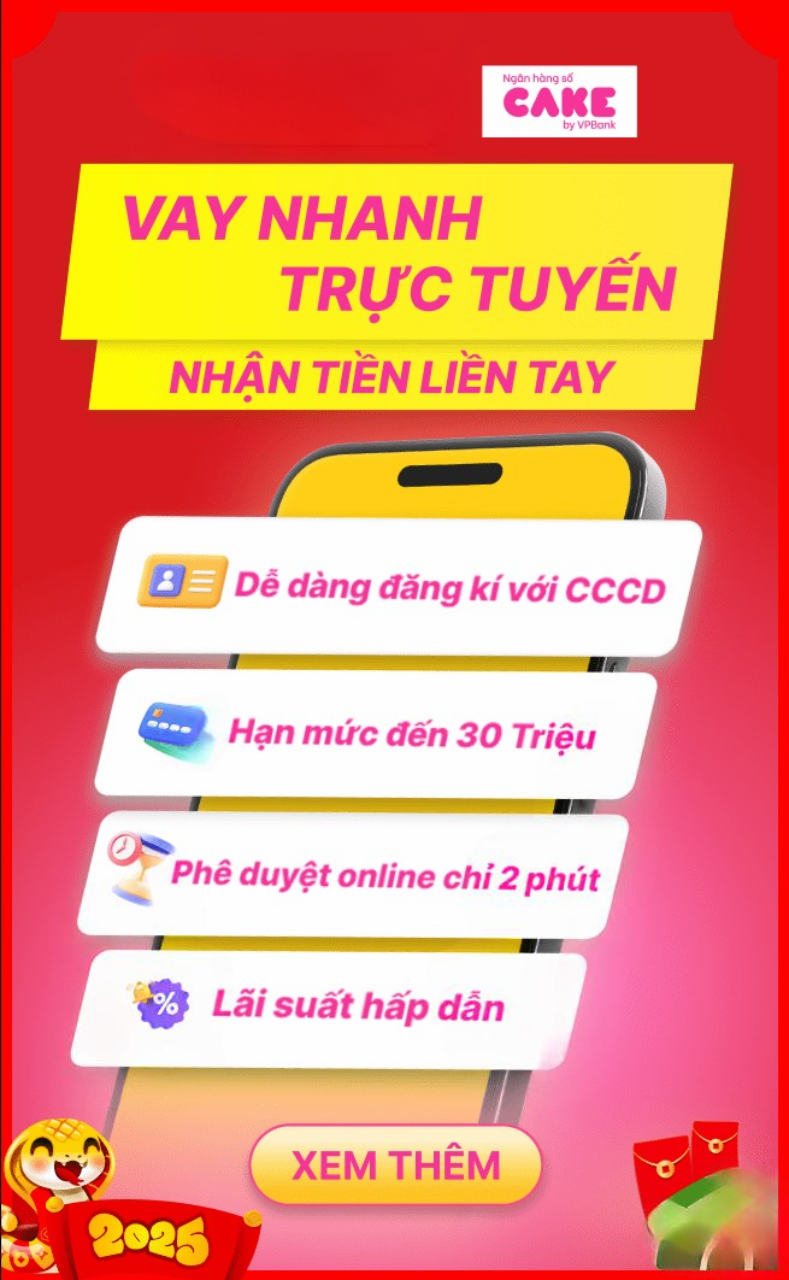 Ngân hàng số
CAKE
by VPBank
VAY NHANH
TRỰC TUYẾN
NHẬN TIỀN LIỀN TAY
Dễ dàng đăng kí với CCCD
Hạn mức đến 30 Triệu
Phê duyệt online chỉ 2 phút
%
Lãi suất hấp dẫn
XEM THÊM
2025